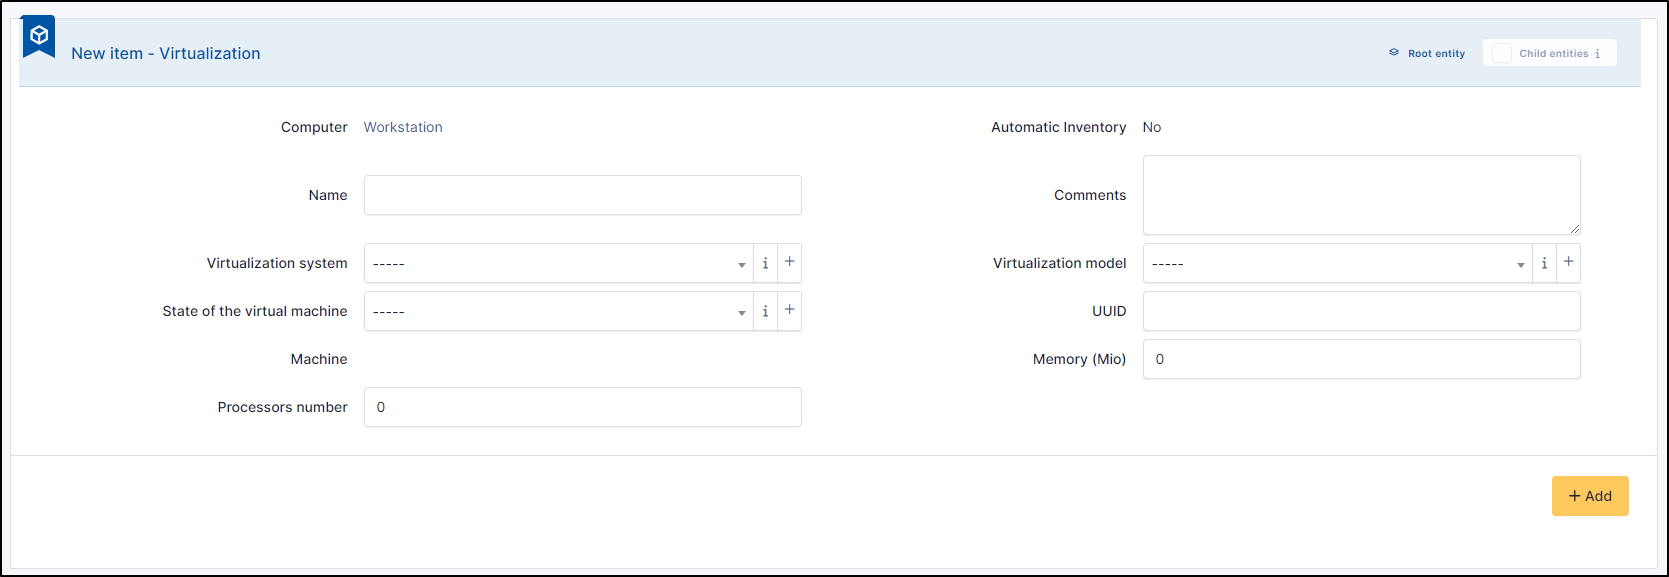 New item - Virtualization
Root entity
Child entities i
Computer Workstation
Automatic Inventory No
Name
Comments
Virtualization system ----- i +
Virtualization model ----- i +
State of the virtual machine ----- i +
UUID
Machine
Memory (Mio) 0
Processors number 0
+ Add